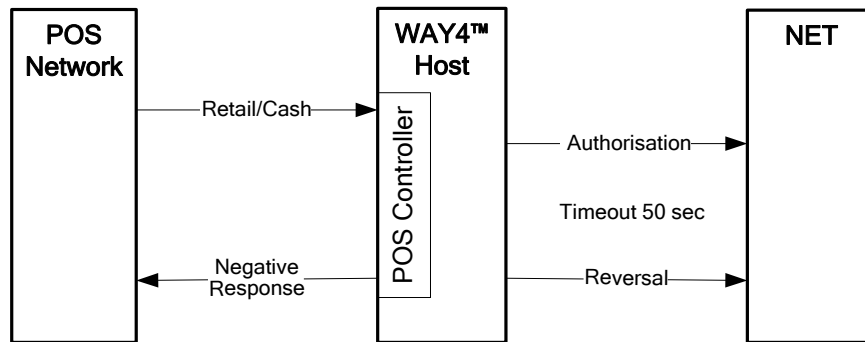 POS
Network
WAY4™
Host
NET
Retail/Cash
POS Controller
Authorisation
Timeout 50 sec
Negative
Response
Reversal